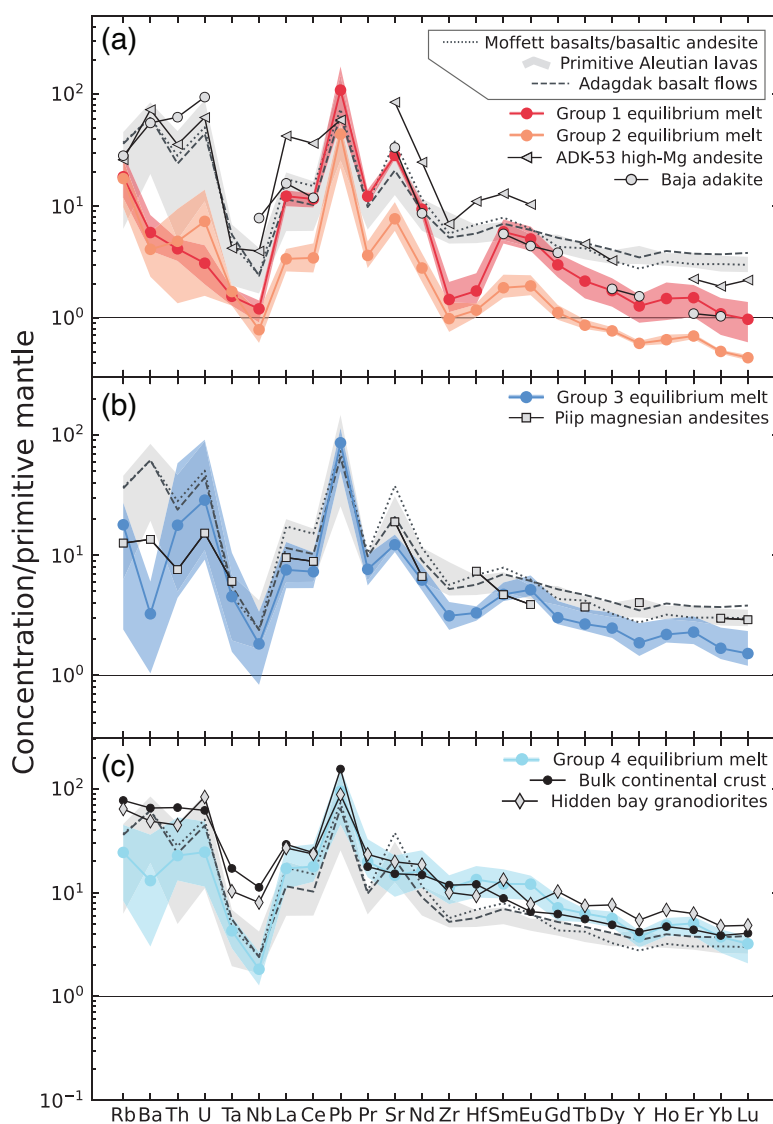 (a)
Moffett basalts/basaltic andesite
Primitive Aleutian lavas
Adagdak basalt flows
Group 1 equilibrium melt
Group 2 equilibrium melt
ADK-53 high-Mg andesite
Baja adakite
10²
10¹
10⁰
(b)
Group 3 equilibrium melt
Piip magnesian andesites
10²
10¹
10⁰
Concentration/primitive mantle
(c)
Group 4 equilibrium melt
Bulk continental crust
Hidden bay granodiorites
10²
10¹
10⁰
10⁻¹
Rb Ba Th U Ta Nb La Ce Pb Pr Sr Nd Zr Hf Sm Eu Gd Tb Dy Y Ho Er Yb Lu